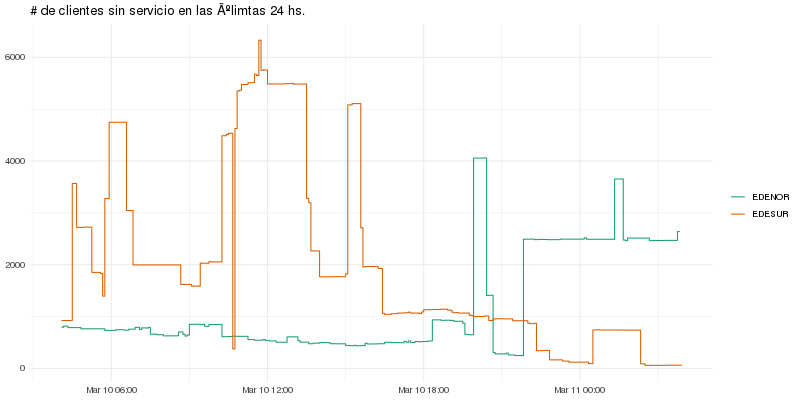 # de clientes sin servicio en las Ãºlimtas 24 hs.
6000
4000
2000
0
Mar 10 06:00
Mar 10 12:00
Mar 10 18:00
Mar 11 00:00
EDENOR
EDESUR